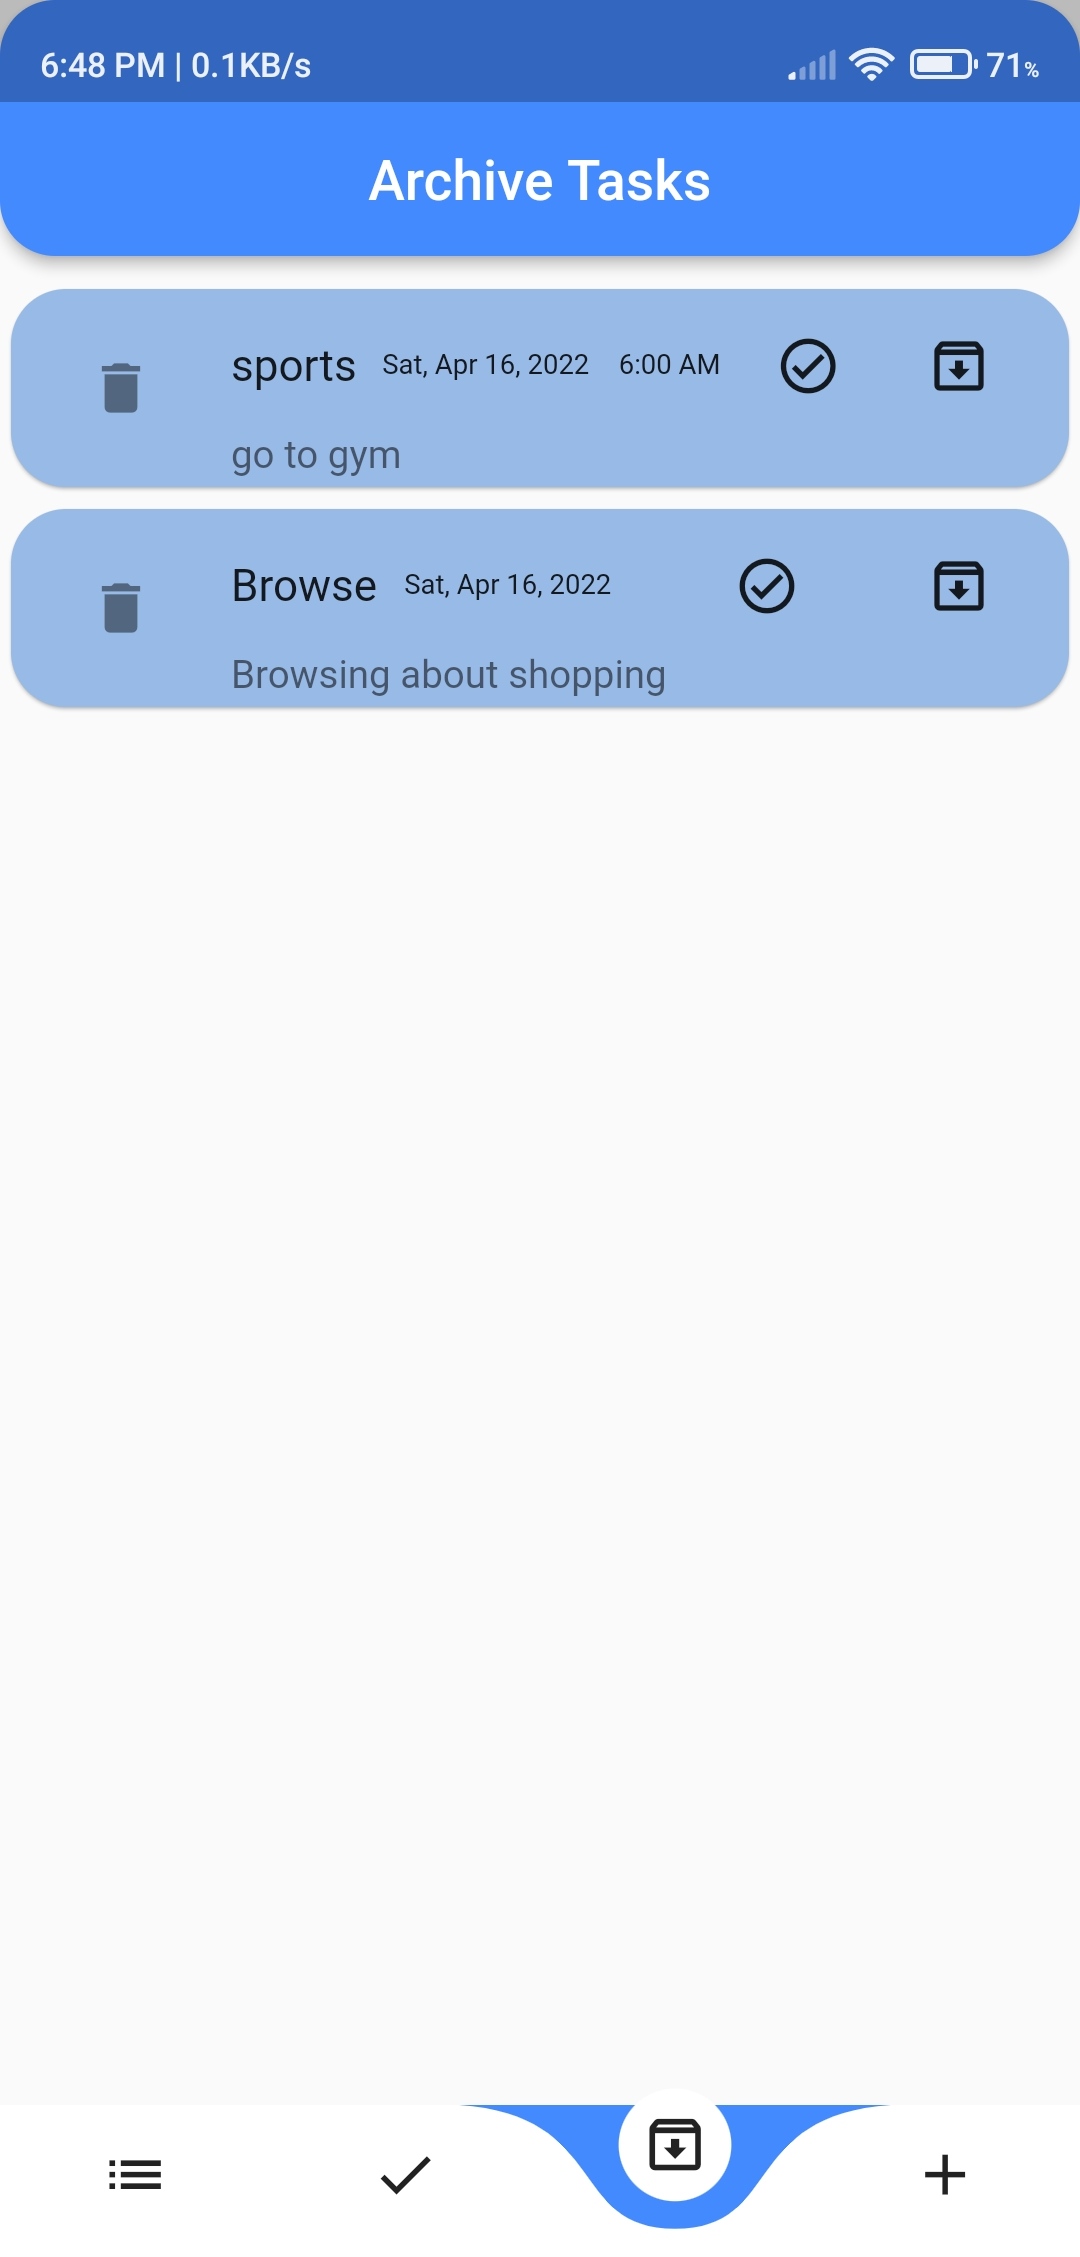 6:48 PM | 0.1KB/s 71%
Archive Tasks
sports Sat, Apr 16, 2022 6:00 AM
go to gym
Browse Sat, Apr 16, 2022
Browsing about shopping